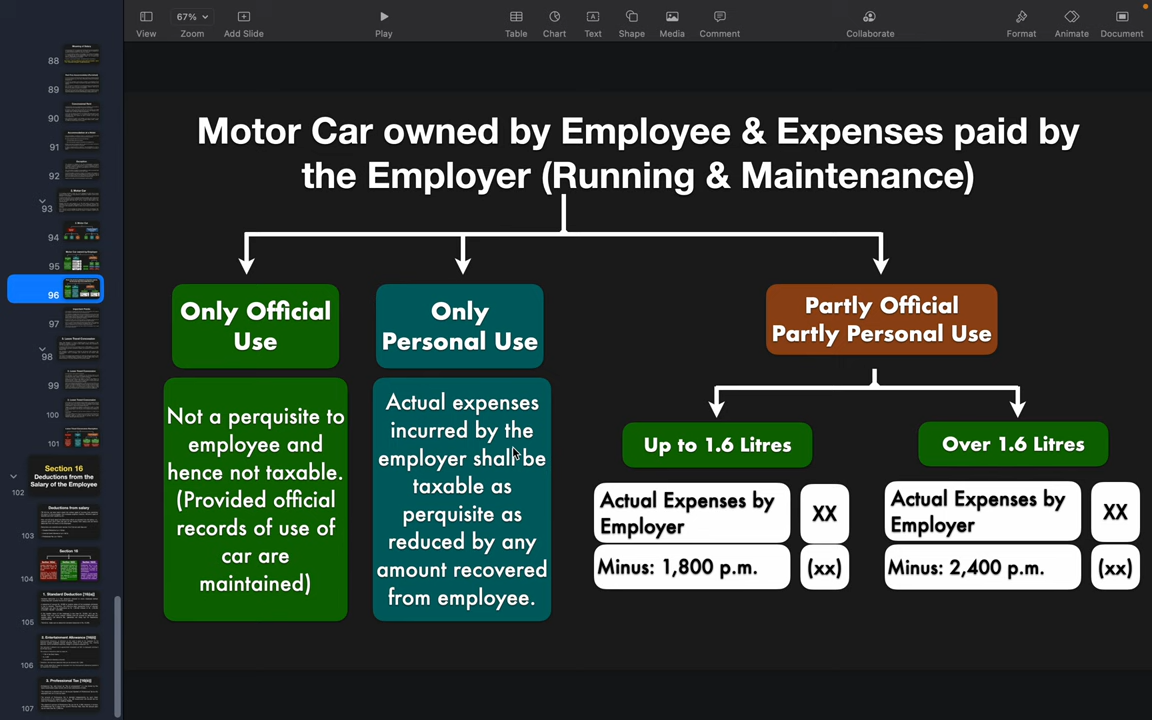 67%
View
Zoom
Add Slide
Play
Table
Chart
Text
Shape
Media
Comment
Collaborate
Format
Animate
Document
88
89
90
91
92
93
94
95
96
97
98
99
100
101
Section 16
Deductions from the
Salary of the Employee
102
103
104
105
106
107
Motor Car owned by Employee & Expenses paid by
the Employer (Running & Maintenance)
Only Official
Use
Not a perquisite to
employee and
hence not taxable.
(Provided official
records of use of
car are
maintained)
Only
Personal Use
Actual expenses
incurred by the
employer shall be
taxable as
perquisite as
reduced by any
amount recovered
from employee.
Partly Official
Partly Personal Use
Up to 1.6 Litres
Actual Expenses by
Employer
XX
Minus: 1,800 p.m.
(xx)
Over 1.6 Litres
Actual Expenses by
Employer
XX
Minus: 2,400 p.m.
(xx)